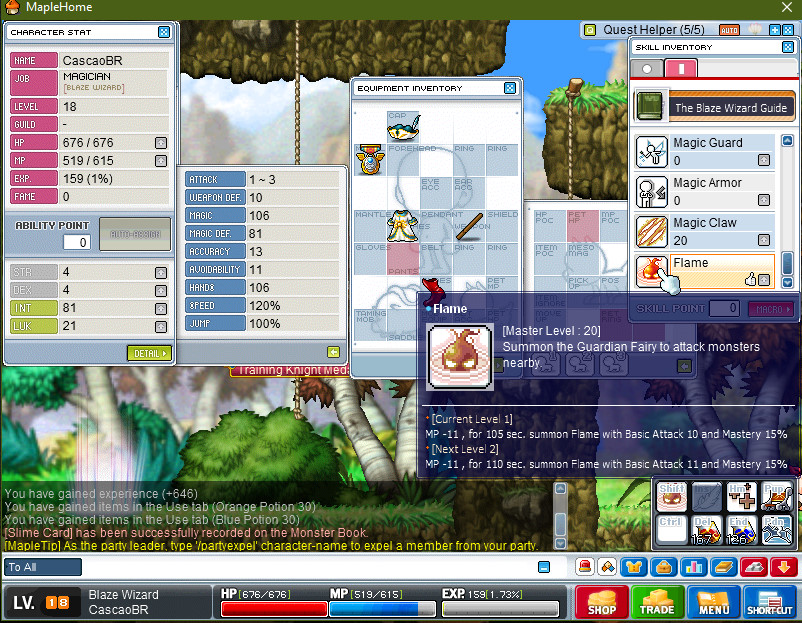 MapleHome
CHARACTER STAT
NAME CascaoBR
JOB MAGICIAN
[BLAZE WIZARD]
LEVEL 18
GUILD -
HP 676 / 676
MP 519 / 615
EXP. 159 (1%)
FAME 0
ABILITY POINT
0
AUTO-ASSIGN
STR 4
DEX 4
INT 81
LUK 21
DETAIL
ATTACK 1 ~ 3
WEAPON DEF. 10
MAGIC 106
MAGIC DEF. 81
ACCURACY 13
AVOIDABILITY 11
HANDS 106
SPEED 120%
JUMP 100%
EQUIPMENT INVENTORY
CAP
FOREHEAD RING RING
EYE ACC EAR ACC
MANTLE PENDANT WEAPON SHIELD
GLOVES BELT RING RING
PANTS
PET MP
TAMING MOB
SADDLE
HP POC PET HP MP POC
ITEM POC MESO MAG
Quest Helper (5/5) AUTO
SKILL INVENTORY
The Blaze Wizard Guide
Magic Guard
0
Magic Armor
0
Magic Claw
20
Flame
SKILL POINT 0 MACRO
Flame
[Master Level : 20]
Summon the Guardian Fairy to attack monsters
nearby.
[Current Level 1]
MP -11 , for 105 sec. summon Flame with Basic Attack 10 and Mastery 15%
[Next Level 2]
MP -11 , for 110 sec. summon Flame with Basic Attack 11 and Mastery 15%
Training Knight Meda
You have gained experience (+646)
You have gained items in the Use tab (Orange Potion 30)
You have gained items in the Use tab (Blue Potion 30)
[Slime Card] has been successfully recorded on the Monster Book.
[MapleTip] As the party leader, type '/partyexpel' character-name to expel a member from your party.
Shift Hm Pup
Ctrl Del End Pdn
167 126
To All
LV. 18
Blaze Wizard
CascaoBR
HP [676/676] MP [519/615] EXP. 159[1.73%]
SHOP TRADE MENU SHORT-CUT